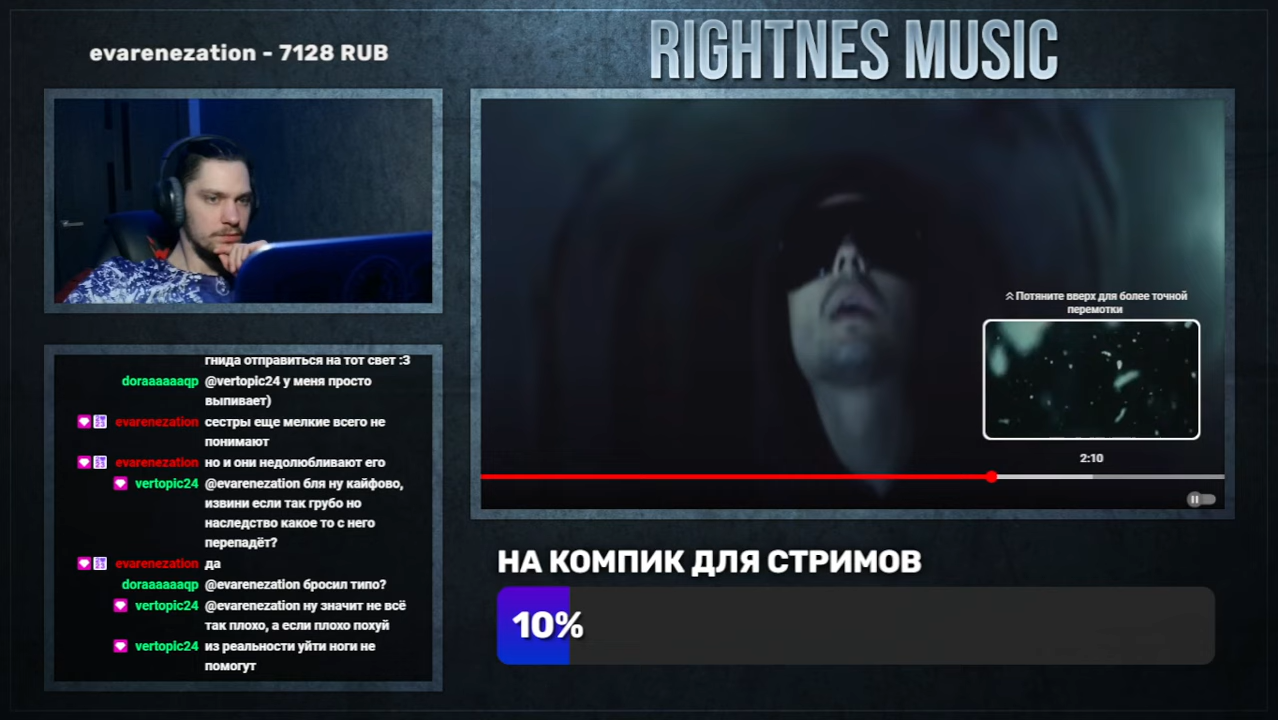 evarenezation - 7128 RUB
RIGHTNES MUSIC
Потяните вверх для более точной
перемотки
2:10
гнида отправиться на тот свет :3
doraaaaaaqp @vertopic24 у меня просто
выпивает)
evarenezation сестры еще мелкие всего не
понимают
evarenezation но и они недолюбливают его
vertopic24 @evarenezation бля ну кайфово,
извини если так грубо но
наследство какое то с него
перепадёт?
evarenezation да
doraaaaaaqp @evarenezation бросил типо?
vertopic24 @evarenezation ну значит не всё
так плохо, а если плохо похуй
vertopic24 из реальности уйти ноги не
помогут
НА КОМПИК ДЛЯ СТРИМОВ
10%